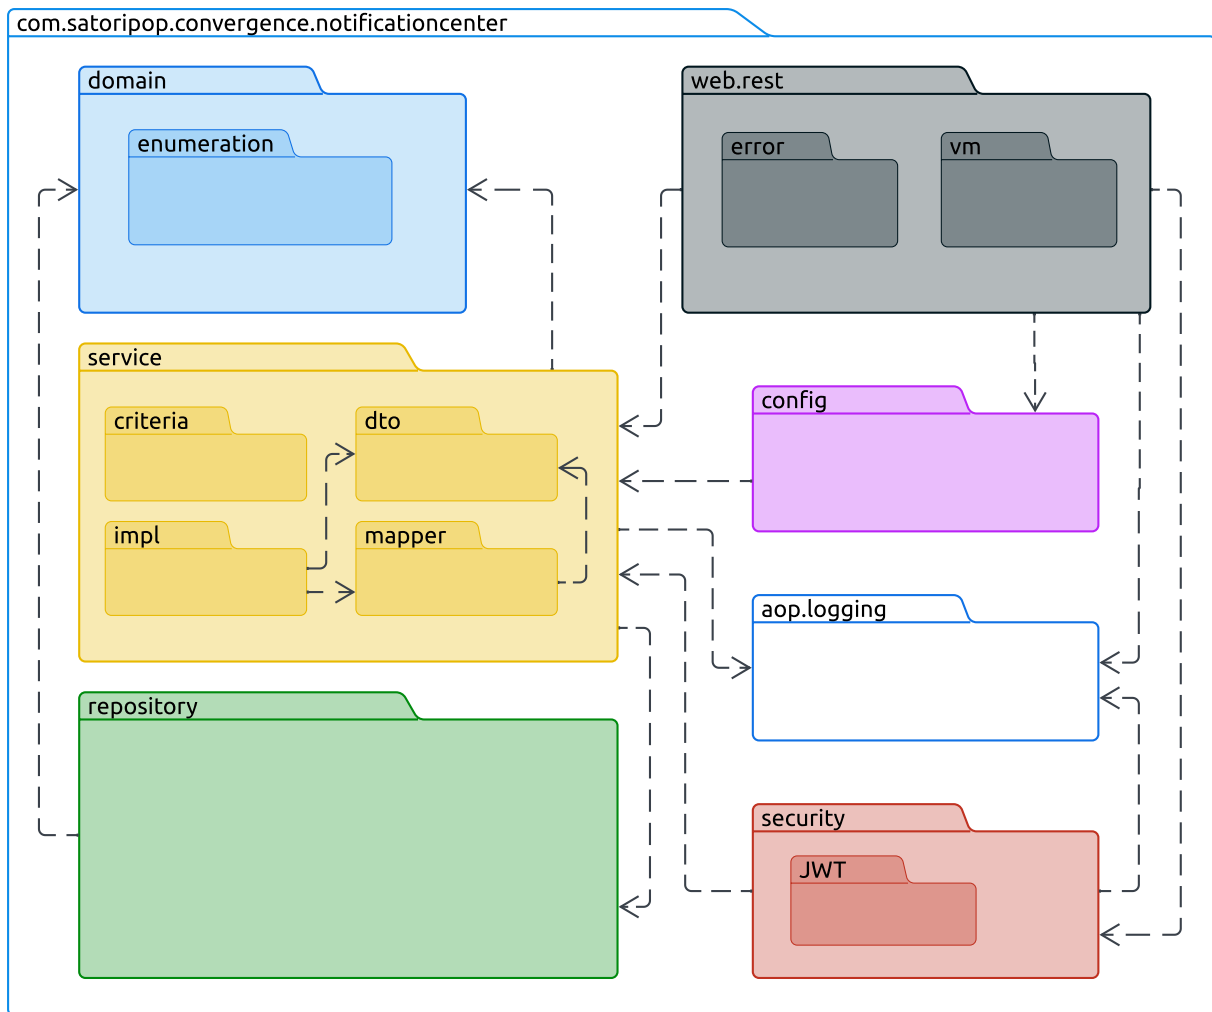 com.satoripop.convergence.notificationcenter
domain
enumeration
web.rest
error
vm
service
criteria
dto
impl
mapper
config
aop.logging
repository
security
JWT